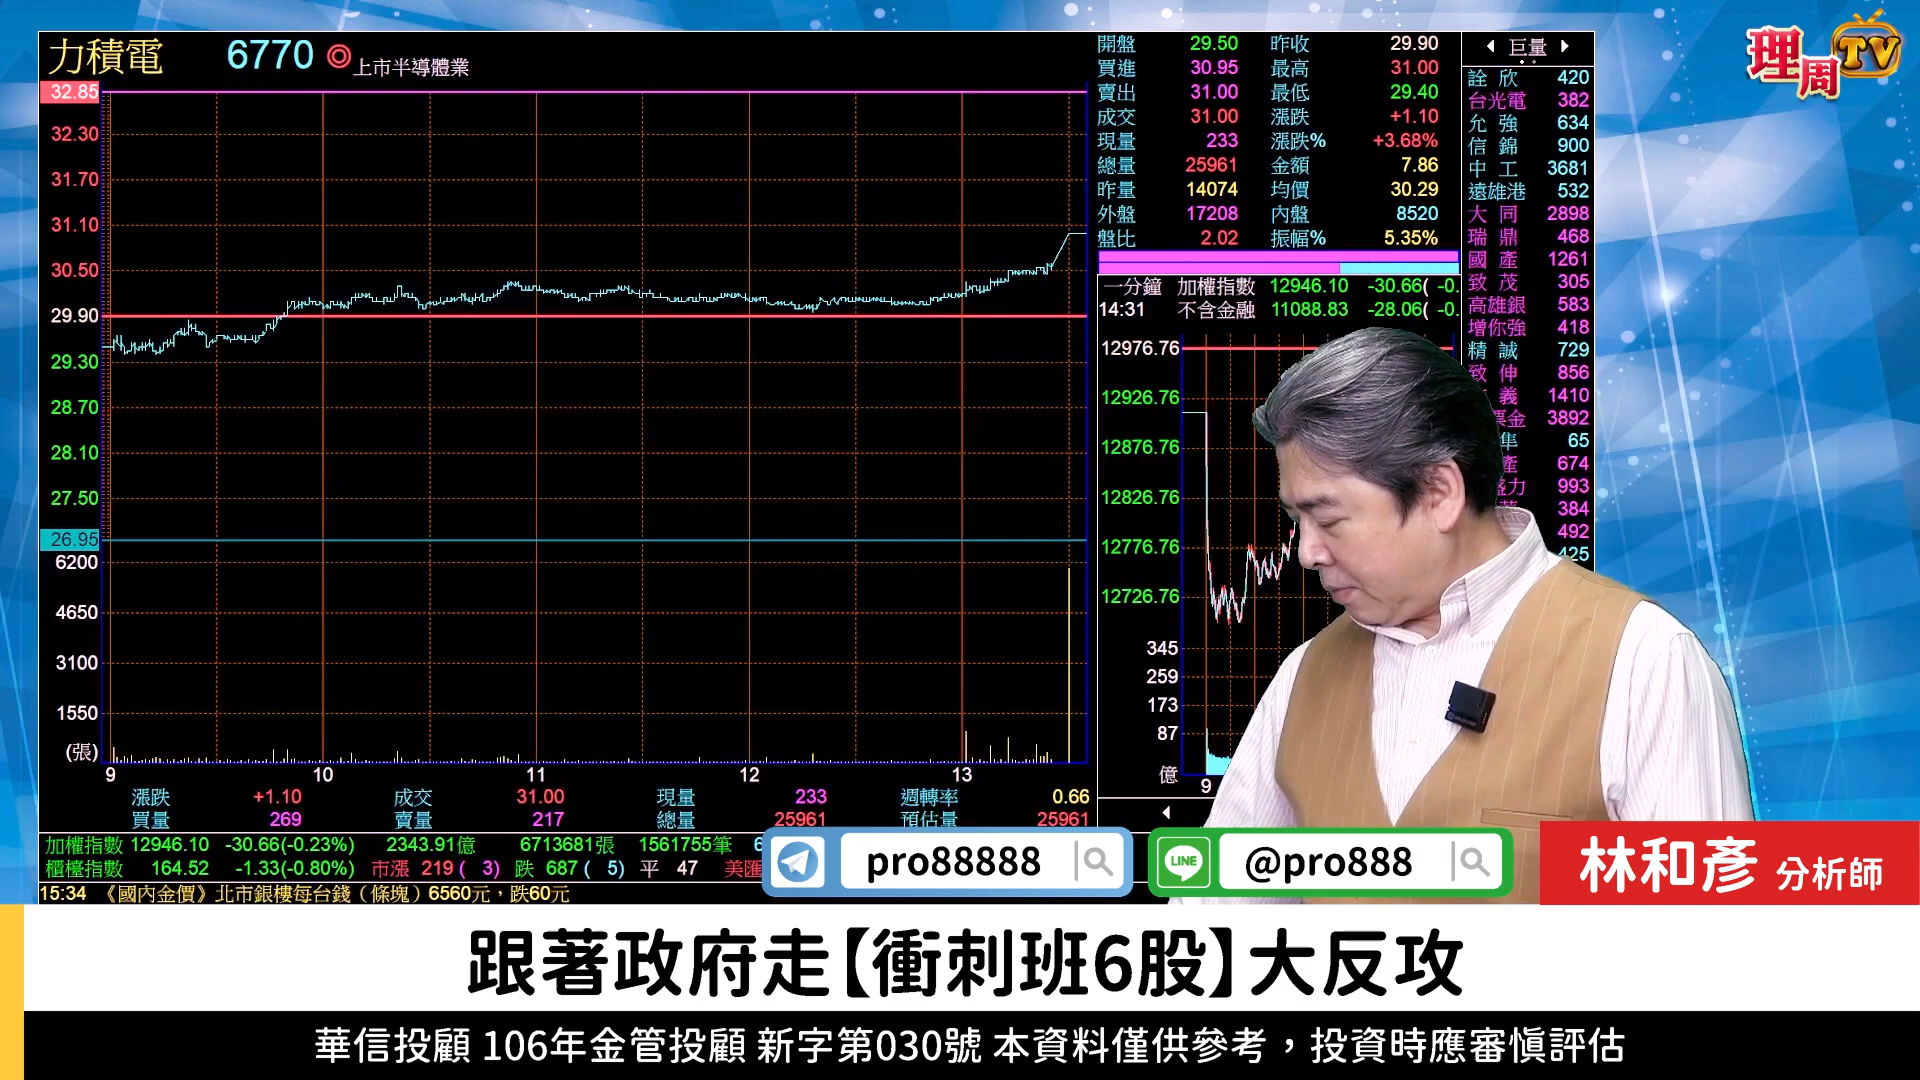 力積電 6770 ◎ 上市半導體業
32.85
32.30
31.70
31.10
30.50
29.90
29.30
28.70
28.10
27.50
26.95
6200
4650
3100
1550
(張)
9 10 11 12 13
漲跌 +1.10 成交 31.00 現量 233 週轉率 0.66
買量 269 賣量 217 總量 25961 預估量 25961
加權指數 12946.10 -30.66(-0.23%) 2343.91億 6713681張 1561755筆 6
櫃檯指數 164.52 -1.33(-0.80%) 市漲 219 ( 3) 跌 687 ( 5) 平 47 美匯
15:34 《國內金價》北市銀樓每台錢(條塊)6560元,跌60元
開盤 29.50 昨收 29.90
買進 30.95 最高 31.00
賣出 31.00 最低 29.40
成交 31.00 漲跌 +1.10
現量 233 漲跌% +3.68%
總量 25961 金額 7.86
昨量 14074 均價 30.29
外盤 17208 內盤 8520
盤比 2.02 振幅% 5.35%
一分鐘 加權指數 12946.10 -30.66( -0.
14:31 不含金融 11088.83 -28.06( -0.
12976.76
12926.76
12876.76
12826.76
12776.76
12726.76
345
259
173
87
億
9
巨量
詮欣 420
台光電 382
允強 634
信錦 900
中工 3681
遠雄港 532
大同 2898
瑞鼎 468
國產 1261
致茂 305
高雄銀 583
增你強 418
精誠 729
致伸 856
義 1410
票金 3892
隼 65
產 674
力 993
384
492
425
理周TV
pro88888
LINE @pro888
林和彥 分析師
跟著政府走【衝刺班6股】大反攻
華信投顧 106年金管投顧 新字第030號 本資料僅供參考,投資時應審慎評估